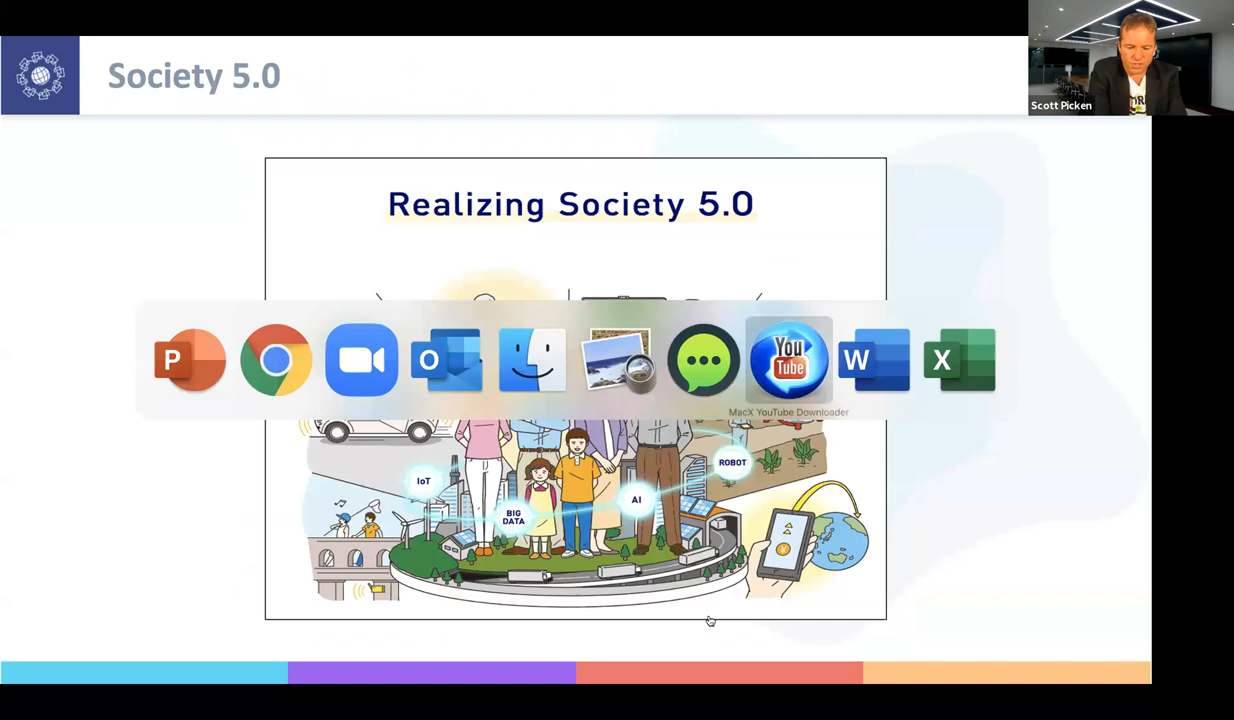 Society 5.0
Scott Picken
Realizing Society 5.0
P
O
You
Tube
W
X
MacX YouTube Downloader
IoT
BIG
DATA
AI
ROBOT